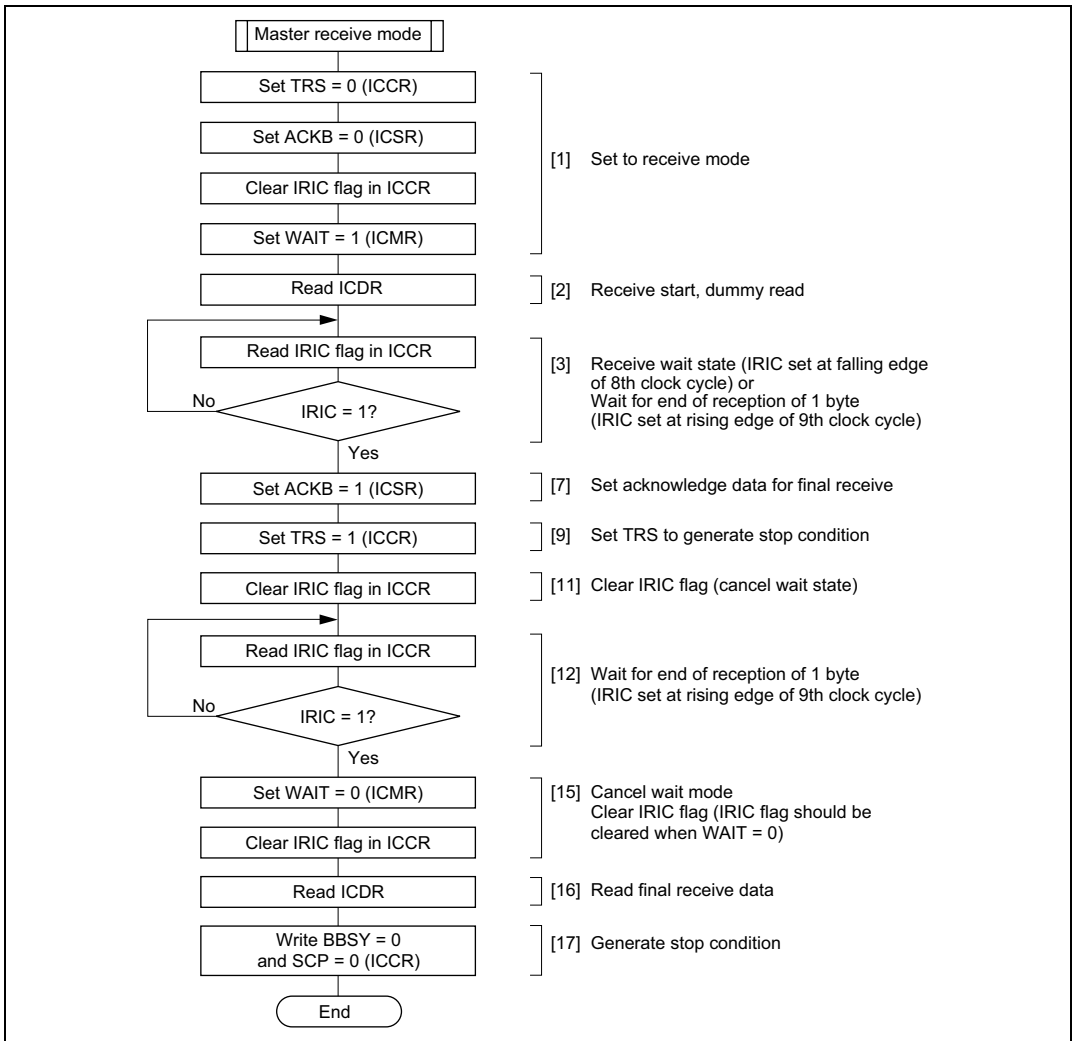 Master receive mode
Set TRS = 0 (ICCR)
Set ACKB = 0 (ICSR)
Clear IRIC flag in ICCR
Set WAIT = 1 (ICMR)
[1] Set to receive mode
Read ICDR
[2] Receive start, dummy read
Read IRIC flag in ICCR
No
IRIC = 1?
Yes
[3] Receive wait state (IRIC set at falling edge
of 8th clock cycle) or
Wait for end of reception of 1 byte
(IRIC set at rising edge of 9th clock cycle)
Set ACKB = 1 (ICSR)
[7] Set acknowledge data for final receive
Set TRS = 1 (ICCR)
[9] Set TRS to generate stop condition
Clear IRIC flag in ICCR
[11] Clear IRIC flag (cancel wait state)
Read IRIC flag in ICCR
No
IRIC = 1?
Yes
[12] Wait for end of reception of 1 byte
(IRIC set at rising edge of 9th clock cycle)
Set WAIT = 0 (ICMR)
Clear IRIC flag in ICCR
[15] Cancel wait mode
Clear IRIC flag (IRIC flag should be
cleared when WAIT = 0)
Read ICDR
[16] Read final receive data
Write BBSY = 0
and SCP = 0 (ICCR)
[17] Generate stop condition
End